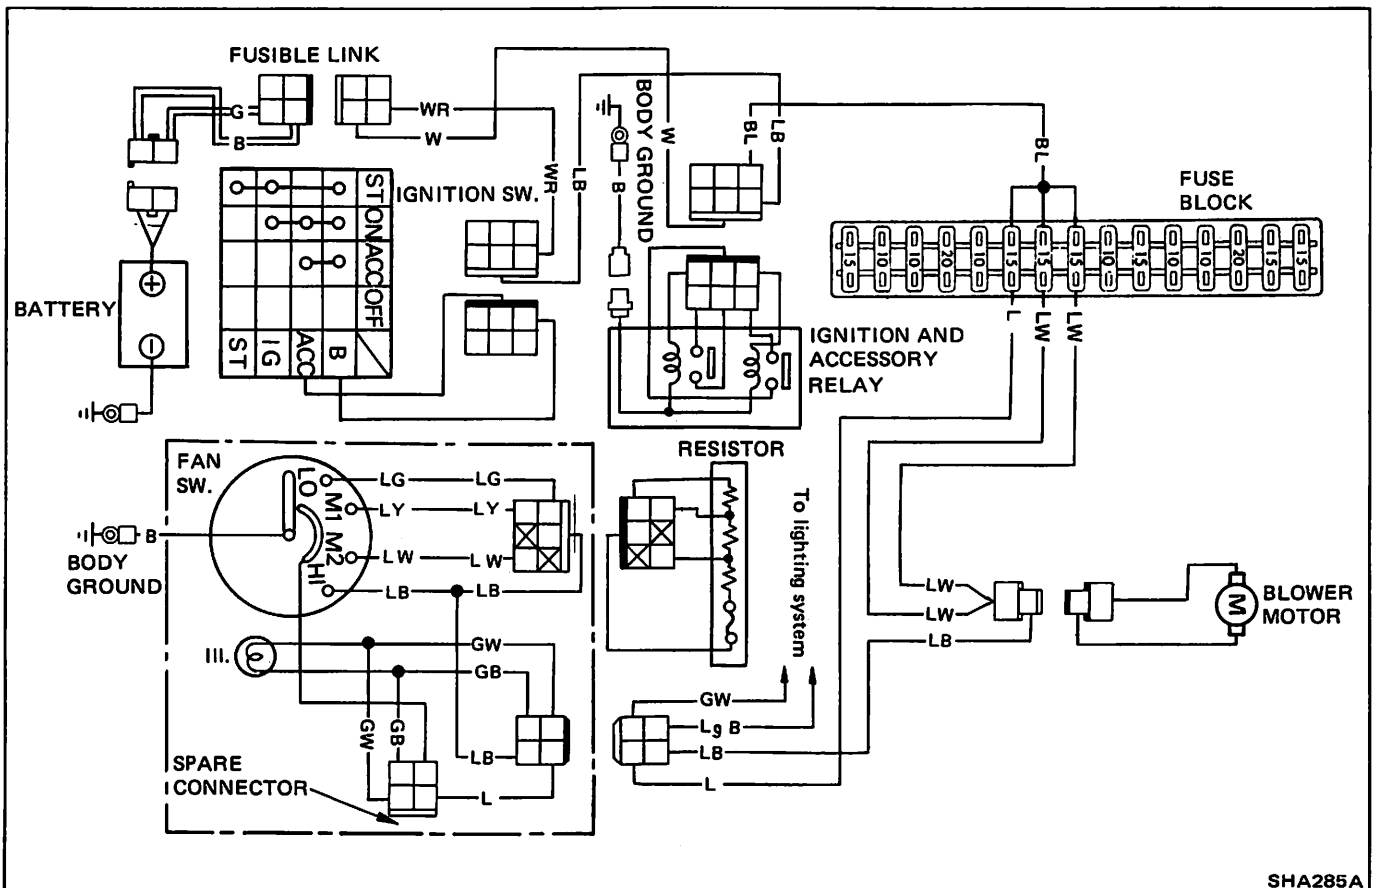 FUSIBLE LINK
G
B
WR
W
WR
LB
BODY GROUND
B
W
BL
LB
BL
FUSE
BLOCK
IGNITION SW.
ST
ON
ACC
OFF
ST
IG
ACC
B
BATTERY
+
−
15
10
10
20
10
15
15
15
10
15
10
10
20
15
15
L
LW
LW
IGNITION AND
ACCESSORY
RELAY
FAN
SW.
LO
M1
M2
HI
LG
LG
LY
LY
LW
LW
LB
LB
B
BODY
GROUND
RESISTOR
To lighting system
LW
LW
LB
M
BLOWER
MOTOR
Ill.
GW
GB
GW
GB
LB
L
SPARE
CONNECTOR
GW
Lg B
LB
L
SHA285A